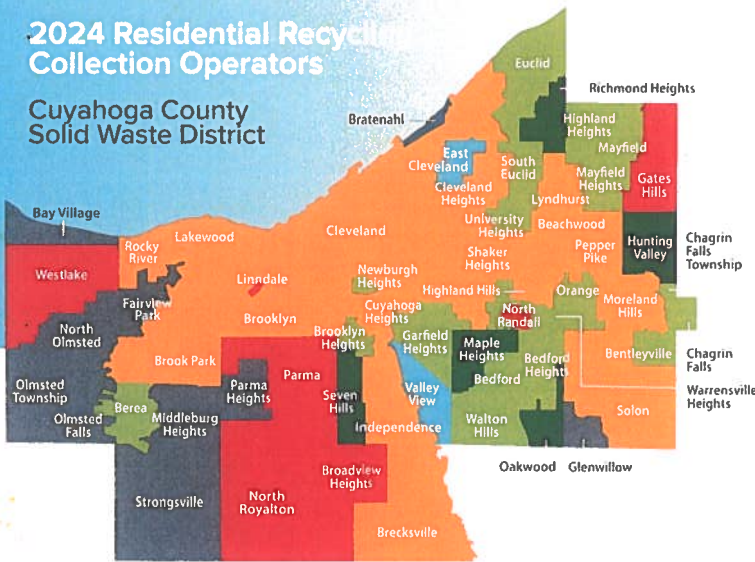 2024 Residential Recycling
Collection Operators
Cuyahoga County
Solid Waste District
Euclid
Richmond Heights
Bratenahl
Highland
Heights
Mayfield
East
Cleveland
South
Euclid
Mayfield
Heights
Gates
Hills
Cleveland
Heights
Lyndhurst
Bay Village
University
Heights
Beachwood
Rocky
River
Lakewood
Cleveland
Pepper
Pike
Hunting
Valley
Chagrin
Falls
Township
Shaker
Heights
Westlake
Linndale
Newburgh
Heights
Highland Hills
Orange
Moreland
Hills
Fairview
Park
Cuyahoga
Heights
North
Randall
North
Olmsted
Brooklyn
Brooklyn
Heights
Garfield
Heights
Maple
Heights
Bedford
Heights
Bentleyville
Chagrin
Falls
Brook Park
Parma
Bedford
Olmsted
Township
Parma
Heights
Seven
Hills
Valley
View
Warrensville
Heights
Olmsted
Falls
Berea
Middleburg
Heights
Independence
Walton
Hills
Solon
Oakwood
Glenwillow
Broadview
Heights
Strongsville
North
Royalton
Brecksville